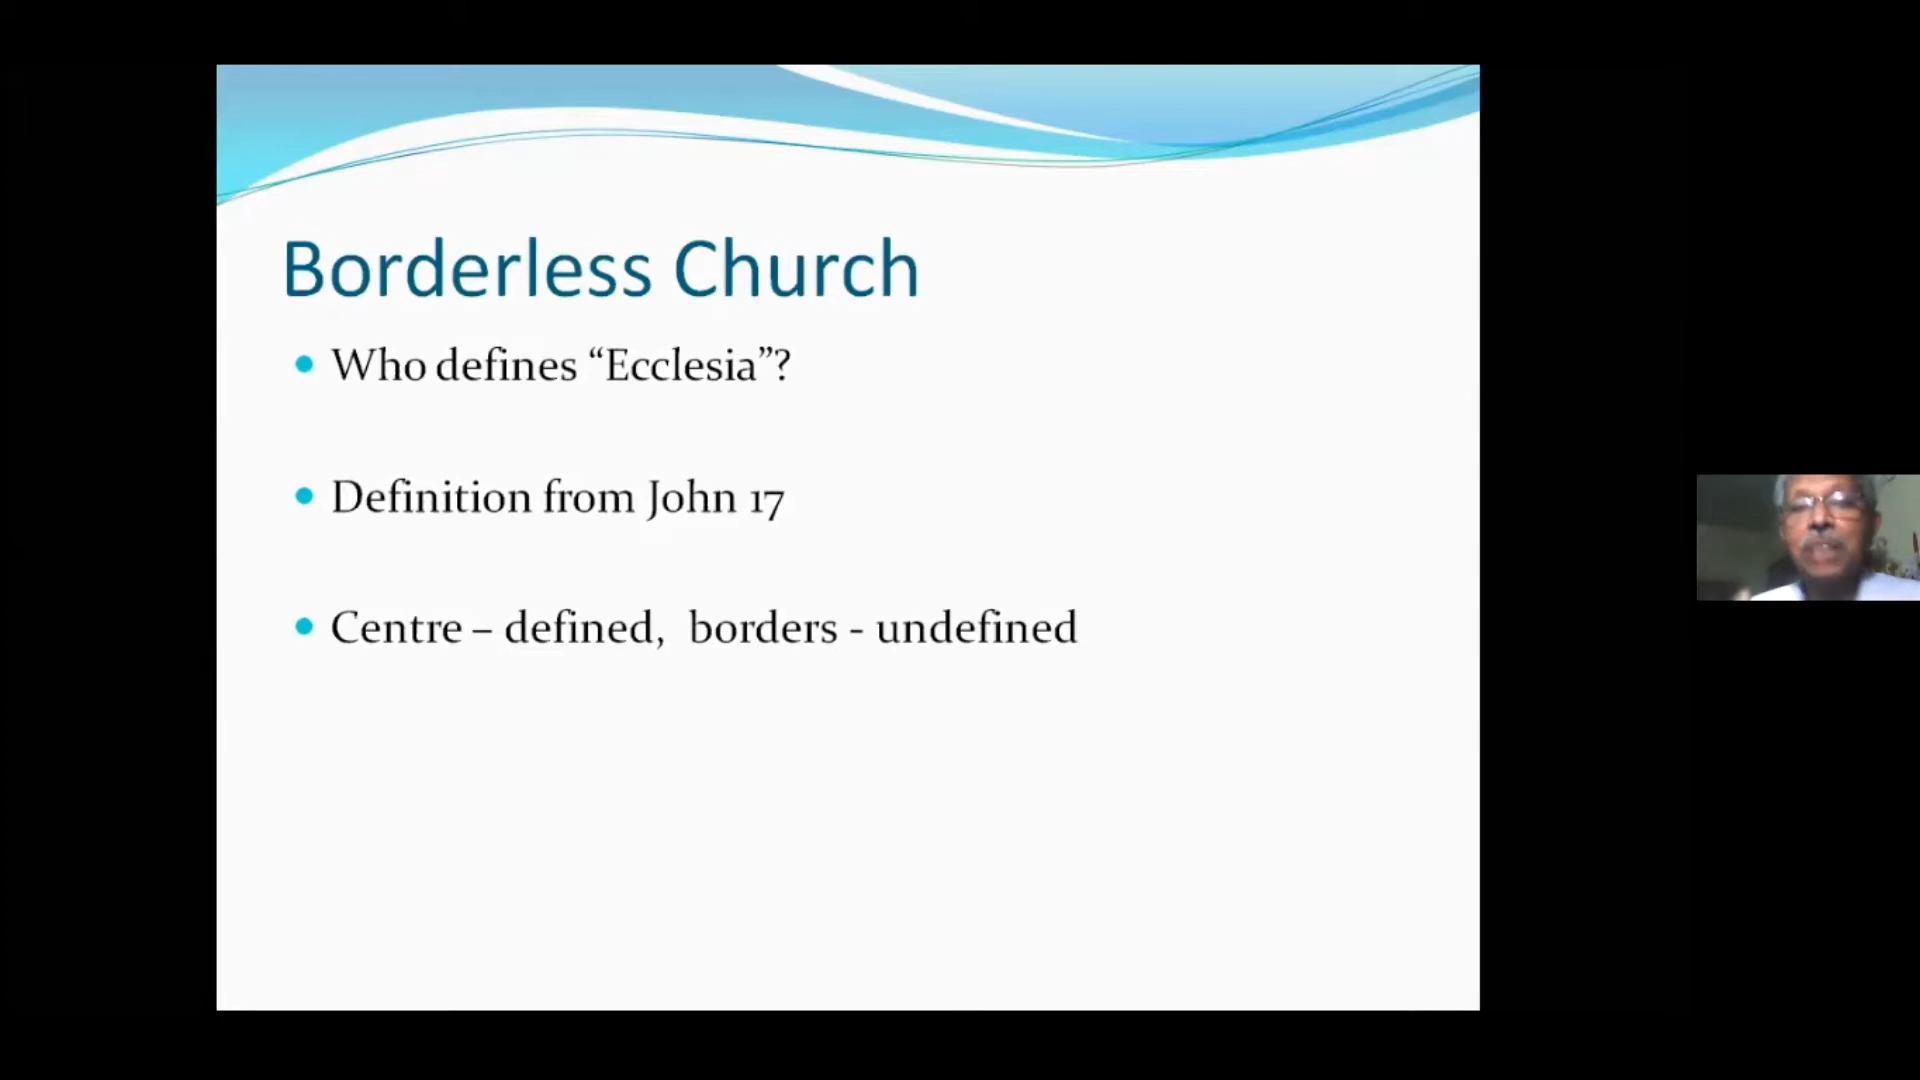 Borderless Church
• Who defines “Ecclesia”?
• Definition from John 17
• Centre – defined,  borders - undefined